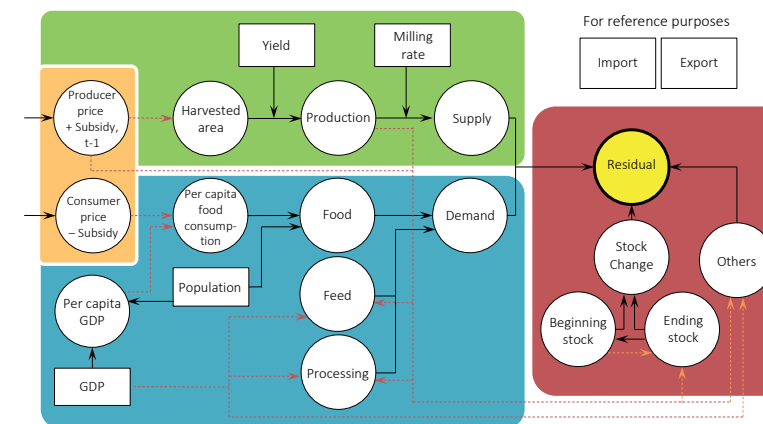 For reference purposes
Import
Export
Yield
Milling
rate
Producer
price
+ Subsidy,
t-1
Harvested
area
Production
Supply
Residual
Consumer
price
– Subsidy
Per capita
food
consump-
tion
Food
Demand
Stock
Change
Others
Population
Per capita
GDP
Feed
Beginning
stock
Ending
stock
Processing
GDP